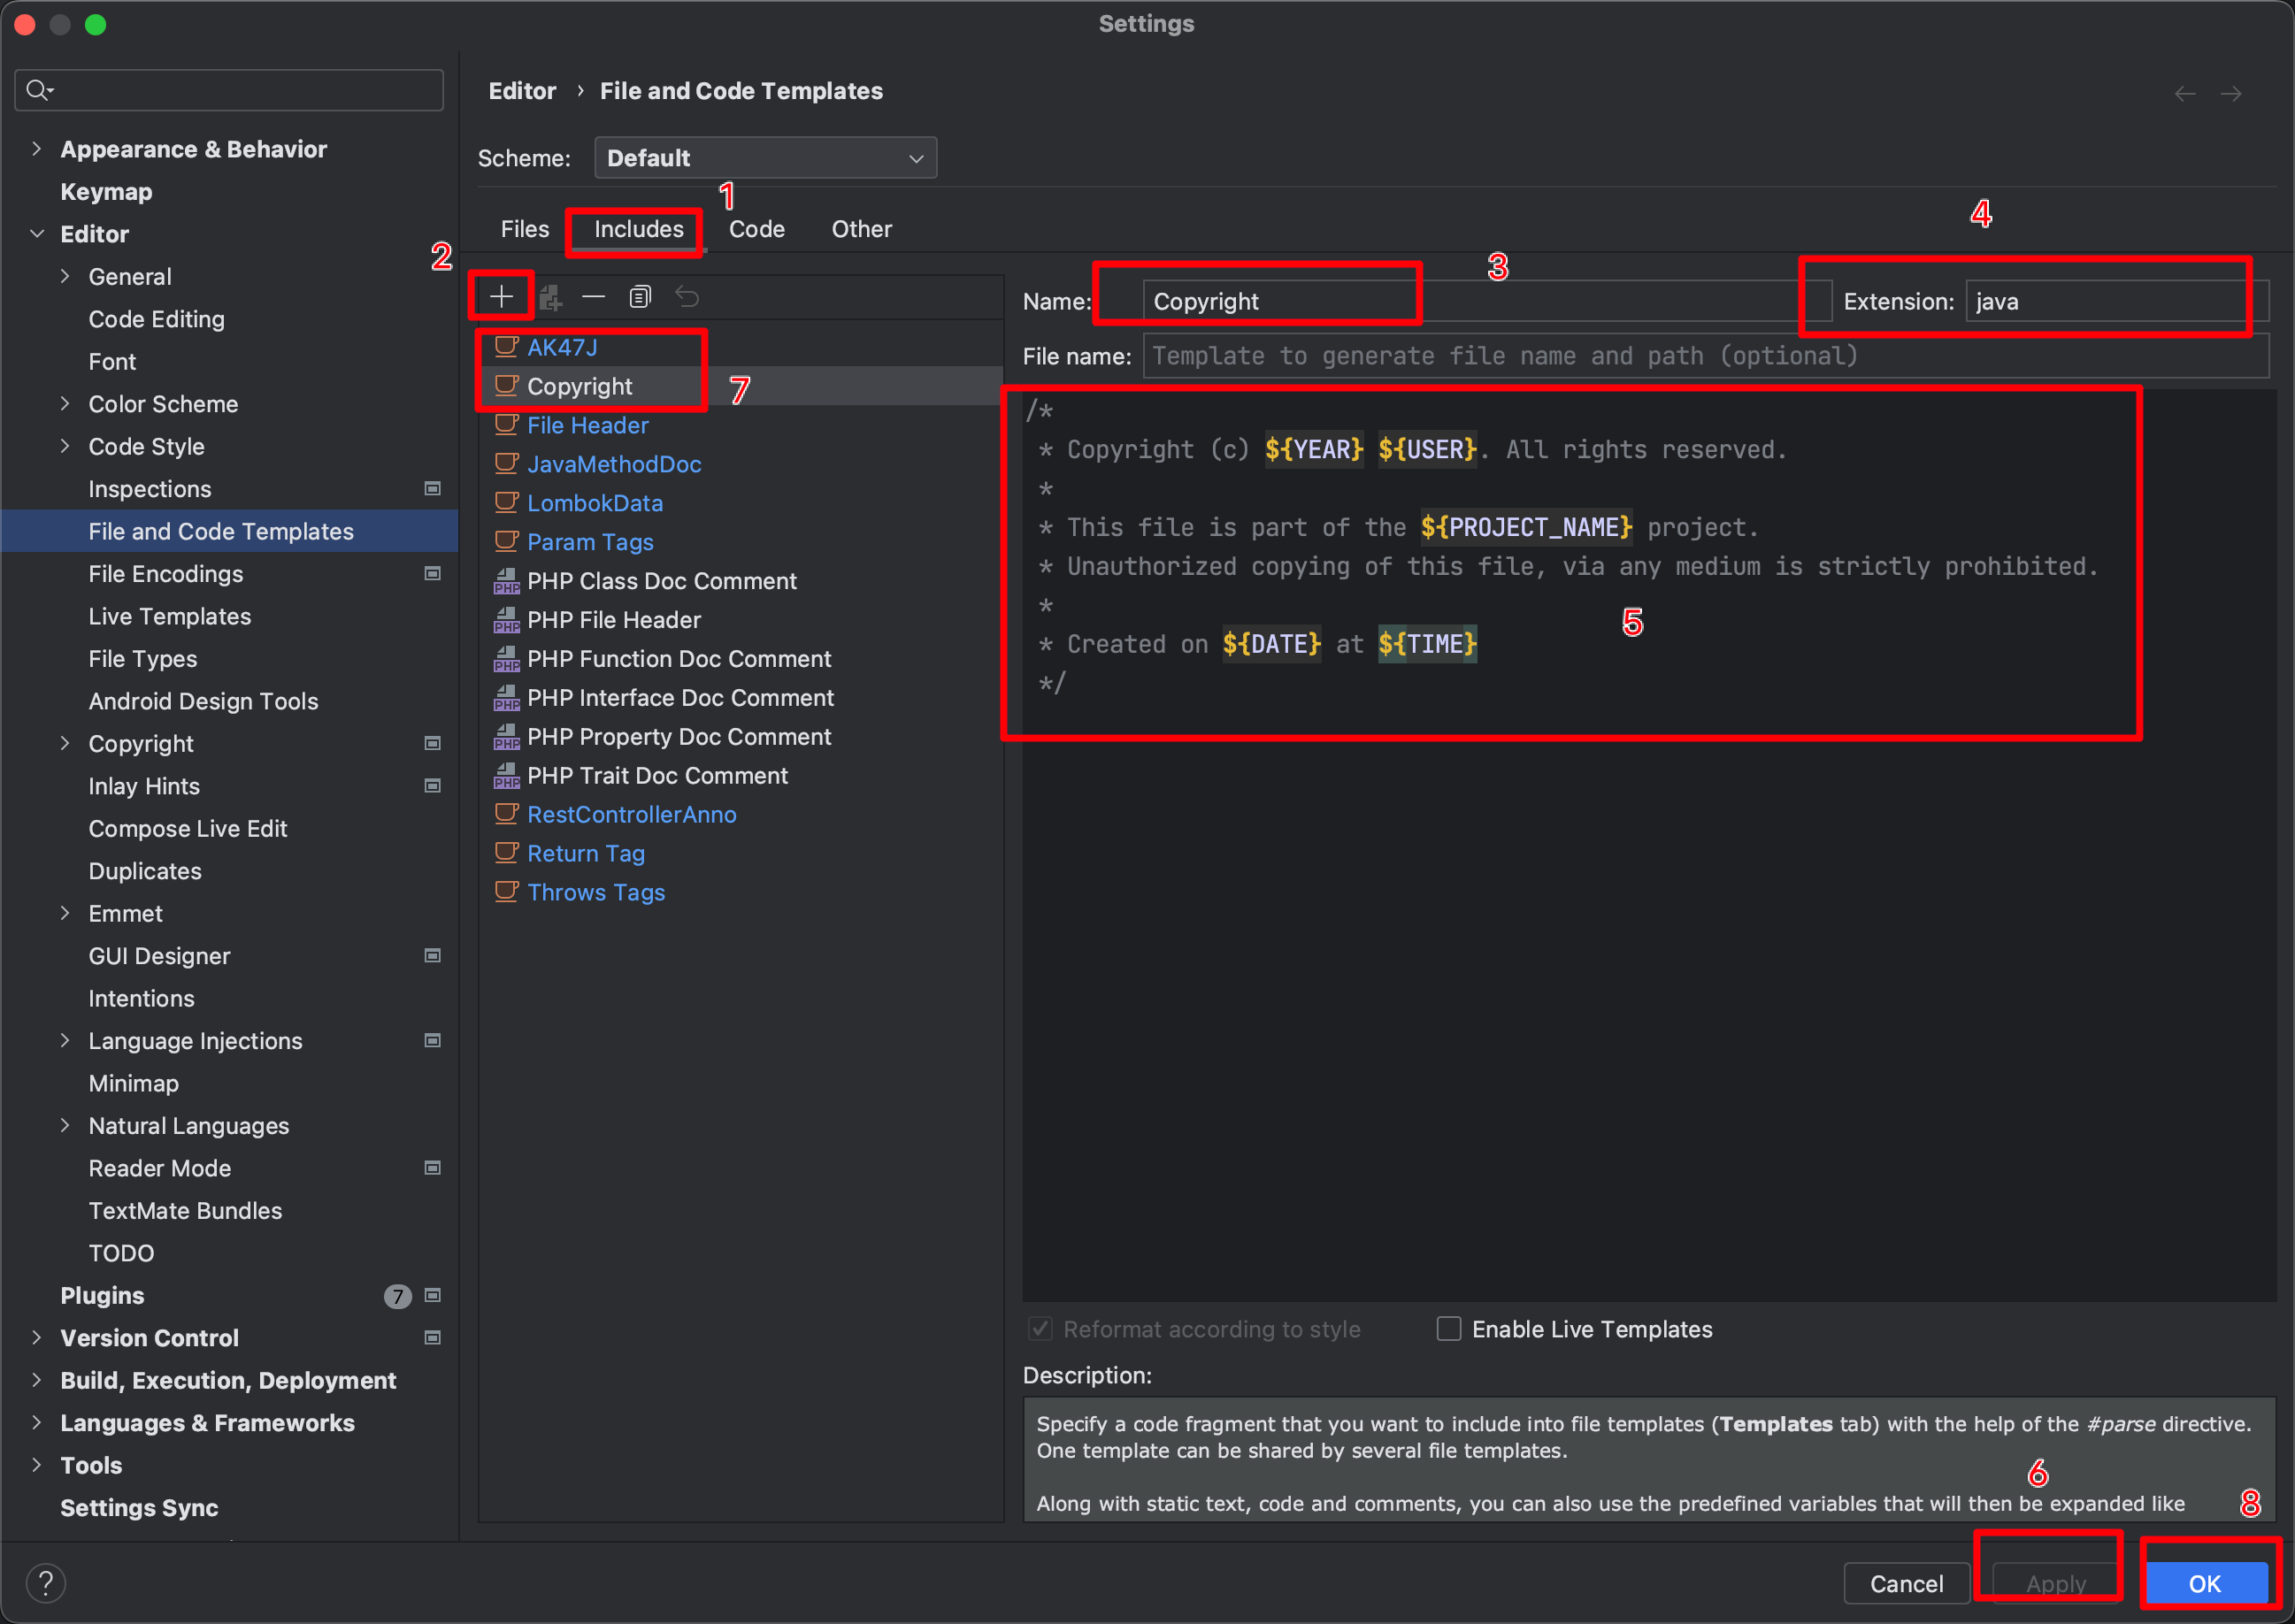 Settings
Appearance & Behavior
Keymap
Editor
General
Code Editing
Font
Color Scheme
Code Style
Inspections
File and Code Templates
File Encodings
Live Templates
File Types
Android Design Tools
Copyright
Inlay Hints
Compose Live Edit
Duplicates
Emmet
GUI Designer
Intentions
Language Injections
Minimap
Natural Languages
Reader Mode
TextMate Bundles
TODO
Plugins 7
Version Control
Build, Execution, Deployment
Languages & Frameworks
Tools
Settings Sync
?
Editor › File and Code Templates
Scheme: Default
1
Files Includes Code Other
2
AK47J
Copyright
7
File Header
JavaMethodDoc
LombokData
Param Tags
PHP PHP Class Doc Comment
PHP PHP File Header
PHP PHP Function Doc Comment
PHP PHP Interface Doc Comment
PHP PHP Property Doc Comment
PHP PHP Trait Doc Comment
RestControllerAnno
Return Tag
Throws Tags
3
4
Name: Copyright Extension: java
File name: Template to generate file name and path (optional)
/*
* Copyright (c) ${YEAR} ${USER}. All rights reserved.
*
* This file is part of the ${PROJECT_NAME} project.
* Unauthorized copying of this file, via any medium is strictly prohibited.
*
5
* Created on ${DATE} at ${TIME}
*/
Reformat according to style Enable Live Templates
Description:
Specify a code fragment that you want to include into file templates (Templates tab) with the help of the #parse directive.
One template can be shared by several file templates.
Along with static text, code and comments, you can also use the predefined variables that will then be expanded like
6
8
Cancel Apply OK